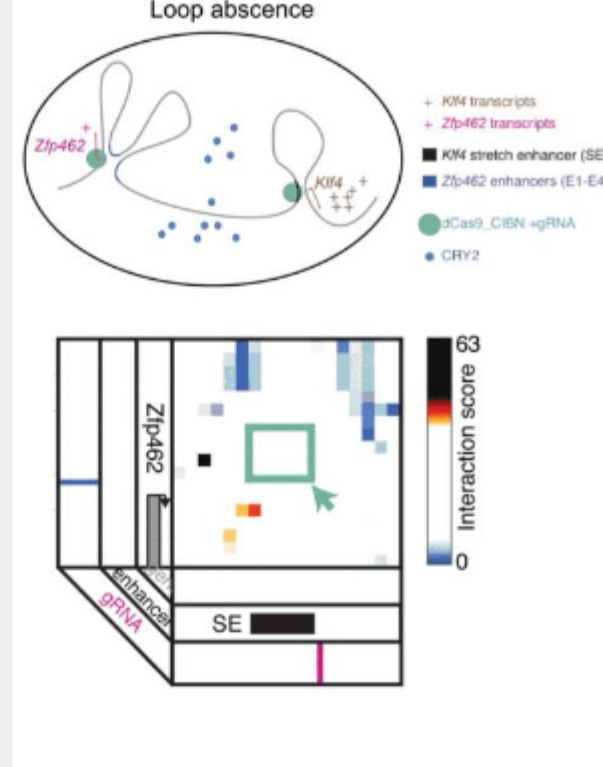 Loop abscence
Zfp462
Klf4
Klf4 transcripts
Zfp462 transcripts
Klf4 stretch enhancer (SE
Zfp462 enhancers (E1-E4
dCas9_CIBN +gRNA
CRY2
63
Interaction score
0
Zfp462
enhancer
gRNA
SE